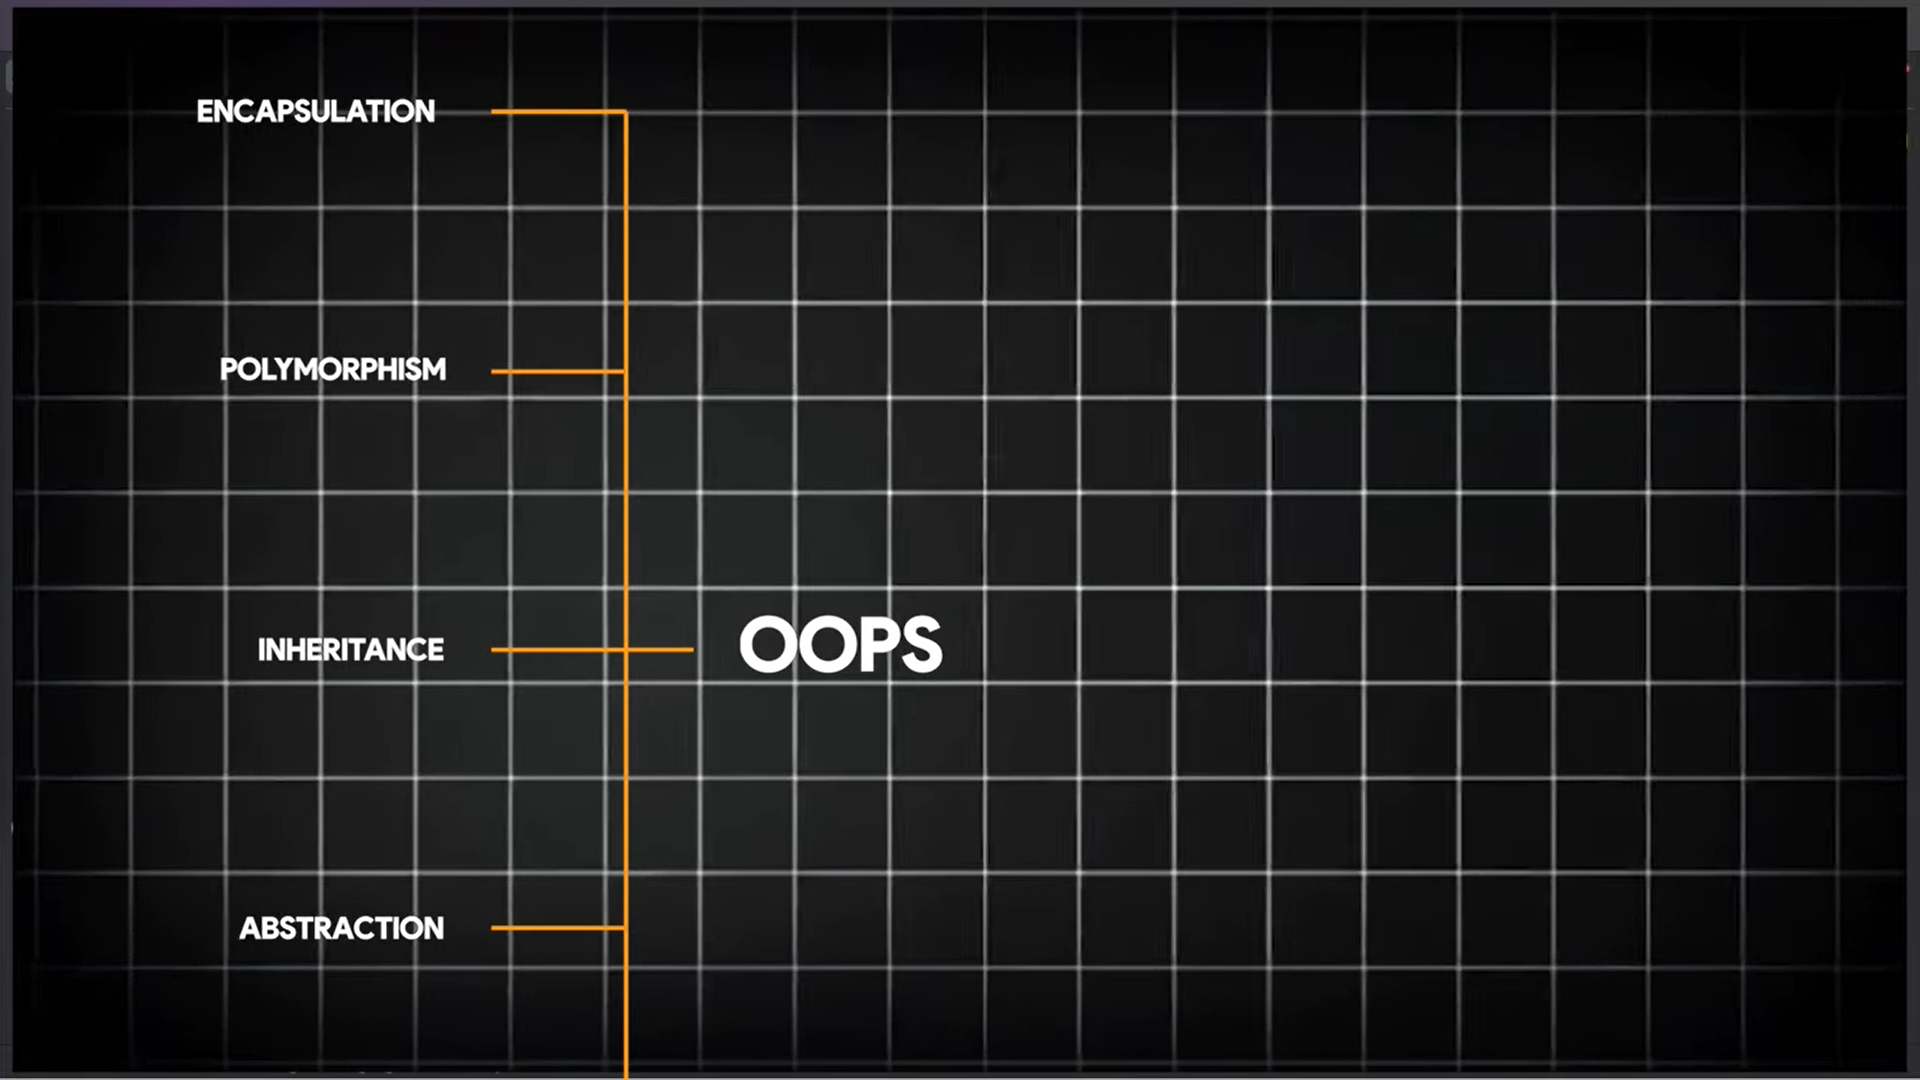 ENCAPSULATION
POLYMORPHISM
INHERITANCE
OOPS
ABSTRACTION